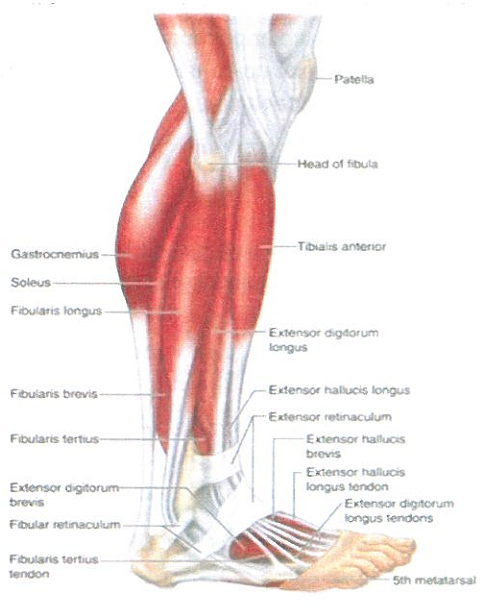 Patella
Head of fibula
Tibialis anterior
Gastrocnemius
Soleus
Fibularis longus
Extensor digitorum
longus
Extensor hallucis longus
Fibularis brevis
Extensor retinaculum
Fibularis tertius
Extensor hallucis
brevis
Extensor hallucis
longus tendon
Extensor digitorum
brevis
Extensor digitorum
longus tendons
Fibular retinaculum
Fibularis tertius
tendon
5th metatarsal